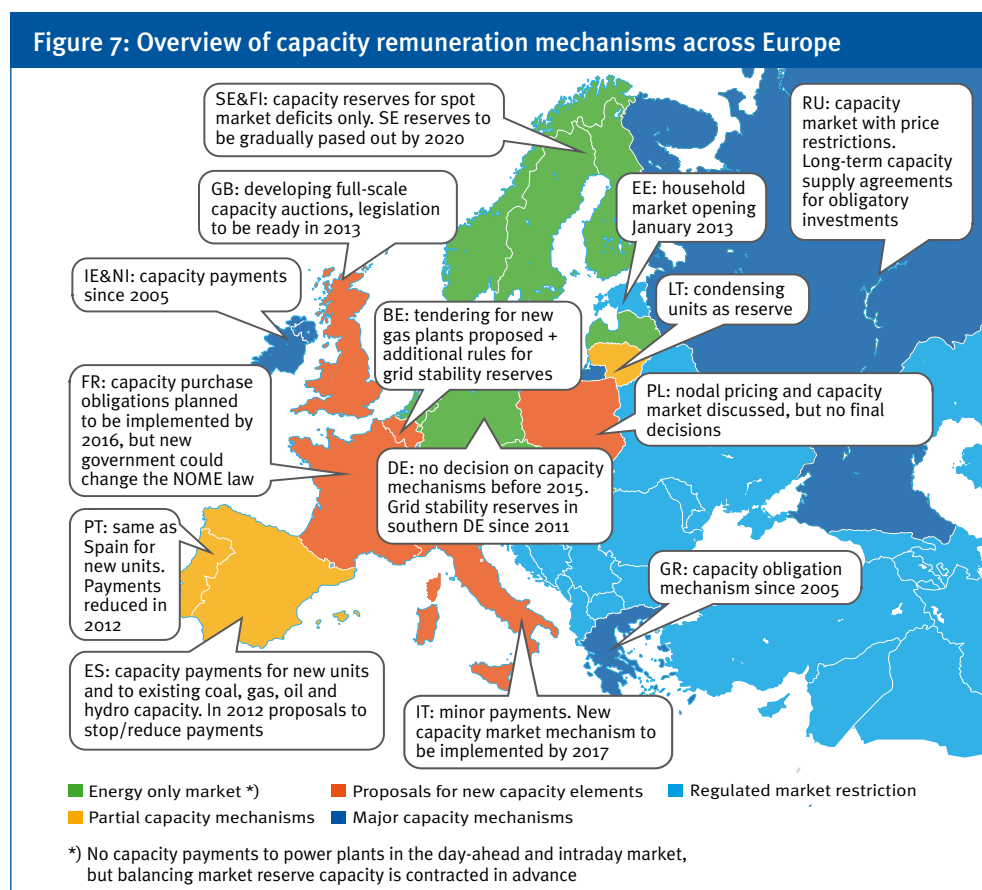 Figure 7: Overview of capacity remuneration mechanisms across Europe
SE&FI: capacity reserves for spot
market deficits only. SE reserves to
be gradually pased out by 2020
RU: capacity
market with price
restrictions.
Long-term capacity
supply agreements
for obligatory
investments
GB: developing full-scale
capacity auctions, legislation
to be ready in 2013
EE: household
market opening
January 2013
IE&NI: capacity payments
since 2005
LT: condensing
units as reserve
BE: tendering for new
gas plants proposed +
additional rules for
grid stability reserves
FR: capacity purchase
obligations planned
to be implemented by
2016, but new
government could
change the NOME law
PL: nodal pricing and capacity
market discussed, but no final
decisions
DE: no decision on capacity
mechanisms before 2015.
Grid stability reserves in
southern DE since 2011
PT: same as
Spain for
new units.
Payments
reduced in
2012
GR: capacity obligation
mechanism since 2005
ES: capacity payments for new units
and to existing coal, gas, oil and
hydro capacity. In 2012 proposals to
stop/reduce payments
IT: minor payments. New
capacity market mechanism to
be implemented by 2017
Energy only market *)
Proposals for new capacity elements
Regulated market restriction
Partial capacity mechanisms
Major capacity mechanisms
*) No capacity payments to power plants in the day-ahead and intraday market,
but balancing market reserve capacity is contracted in advance